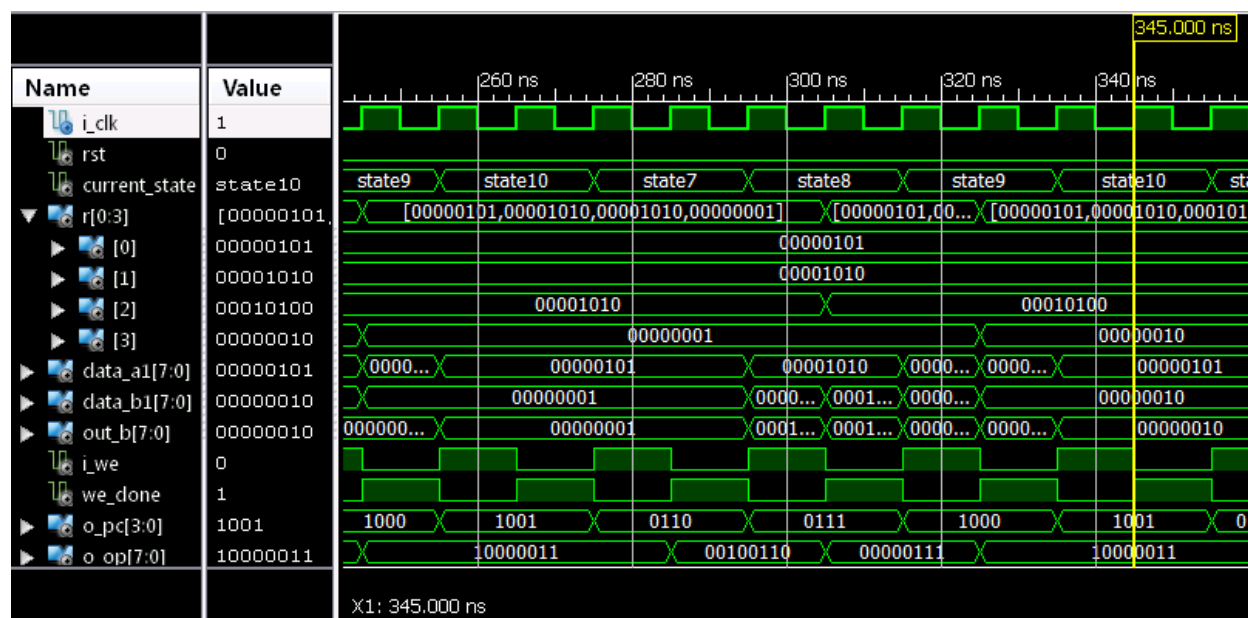 345.000 ns
260 ns 280 ns 300 ns 320 ns 340 ns
Name Value
i_clk 1
rst 0
current_state state10 state9 state10 state7 state8 state9 state10 sta
r[0:3] [00000101, [00000101,00001010,00001010,00000001] [00000101,00... [00000101,00001010,000101
[0] 00000101 00000101
[1] 00001010 00001010
[2] 00010100 00001010 00010100
[3] 00000010 00000001 00000010
data_a1[7:0] 00000101 0000... 00000101 00001010 0000... 0000... 00000101
data_b1[7:0] 00000010 00000001 0000... 0001... 0000... 00000010
out_b[7:0] 00000010 000000... 00000001 0001... 0001... 0000... 0000... 00000010
i_we 0
we_done 1
o_pc[3:0] 1001 1000 1001 0110 0111 1000 1001 0
o_op[7:0] 10000011 10000011 00100110 00000111 10000011
X1: 345.000 ns